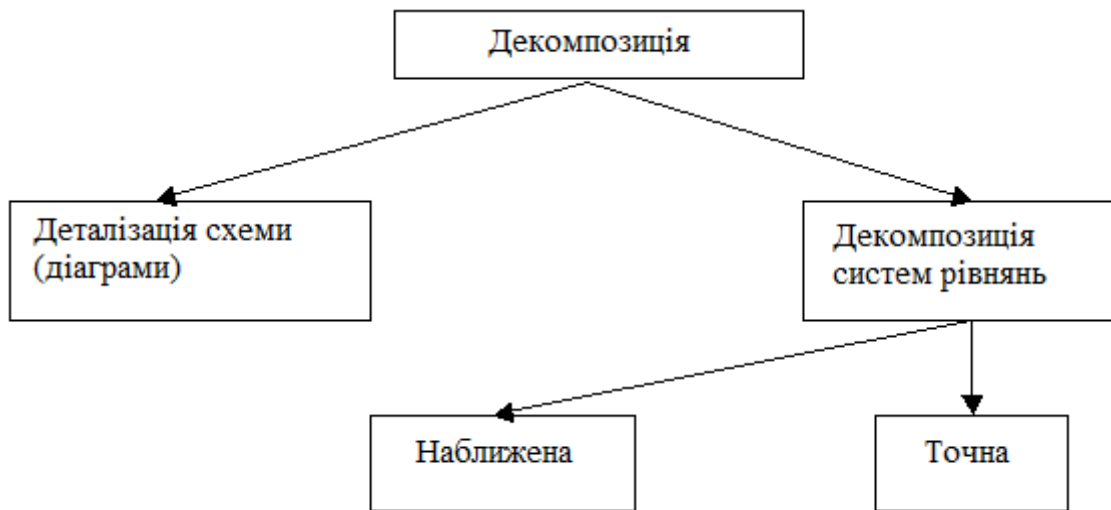 Декомпозиція
Деталізація схеми
(діаграми)
Декомпозиція
систем рівнянь
Наближена
Точна